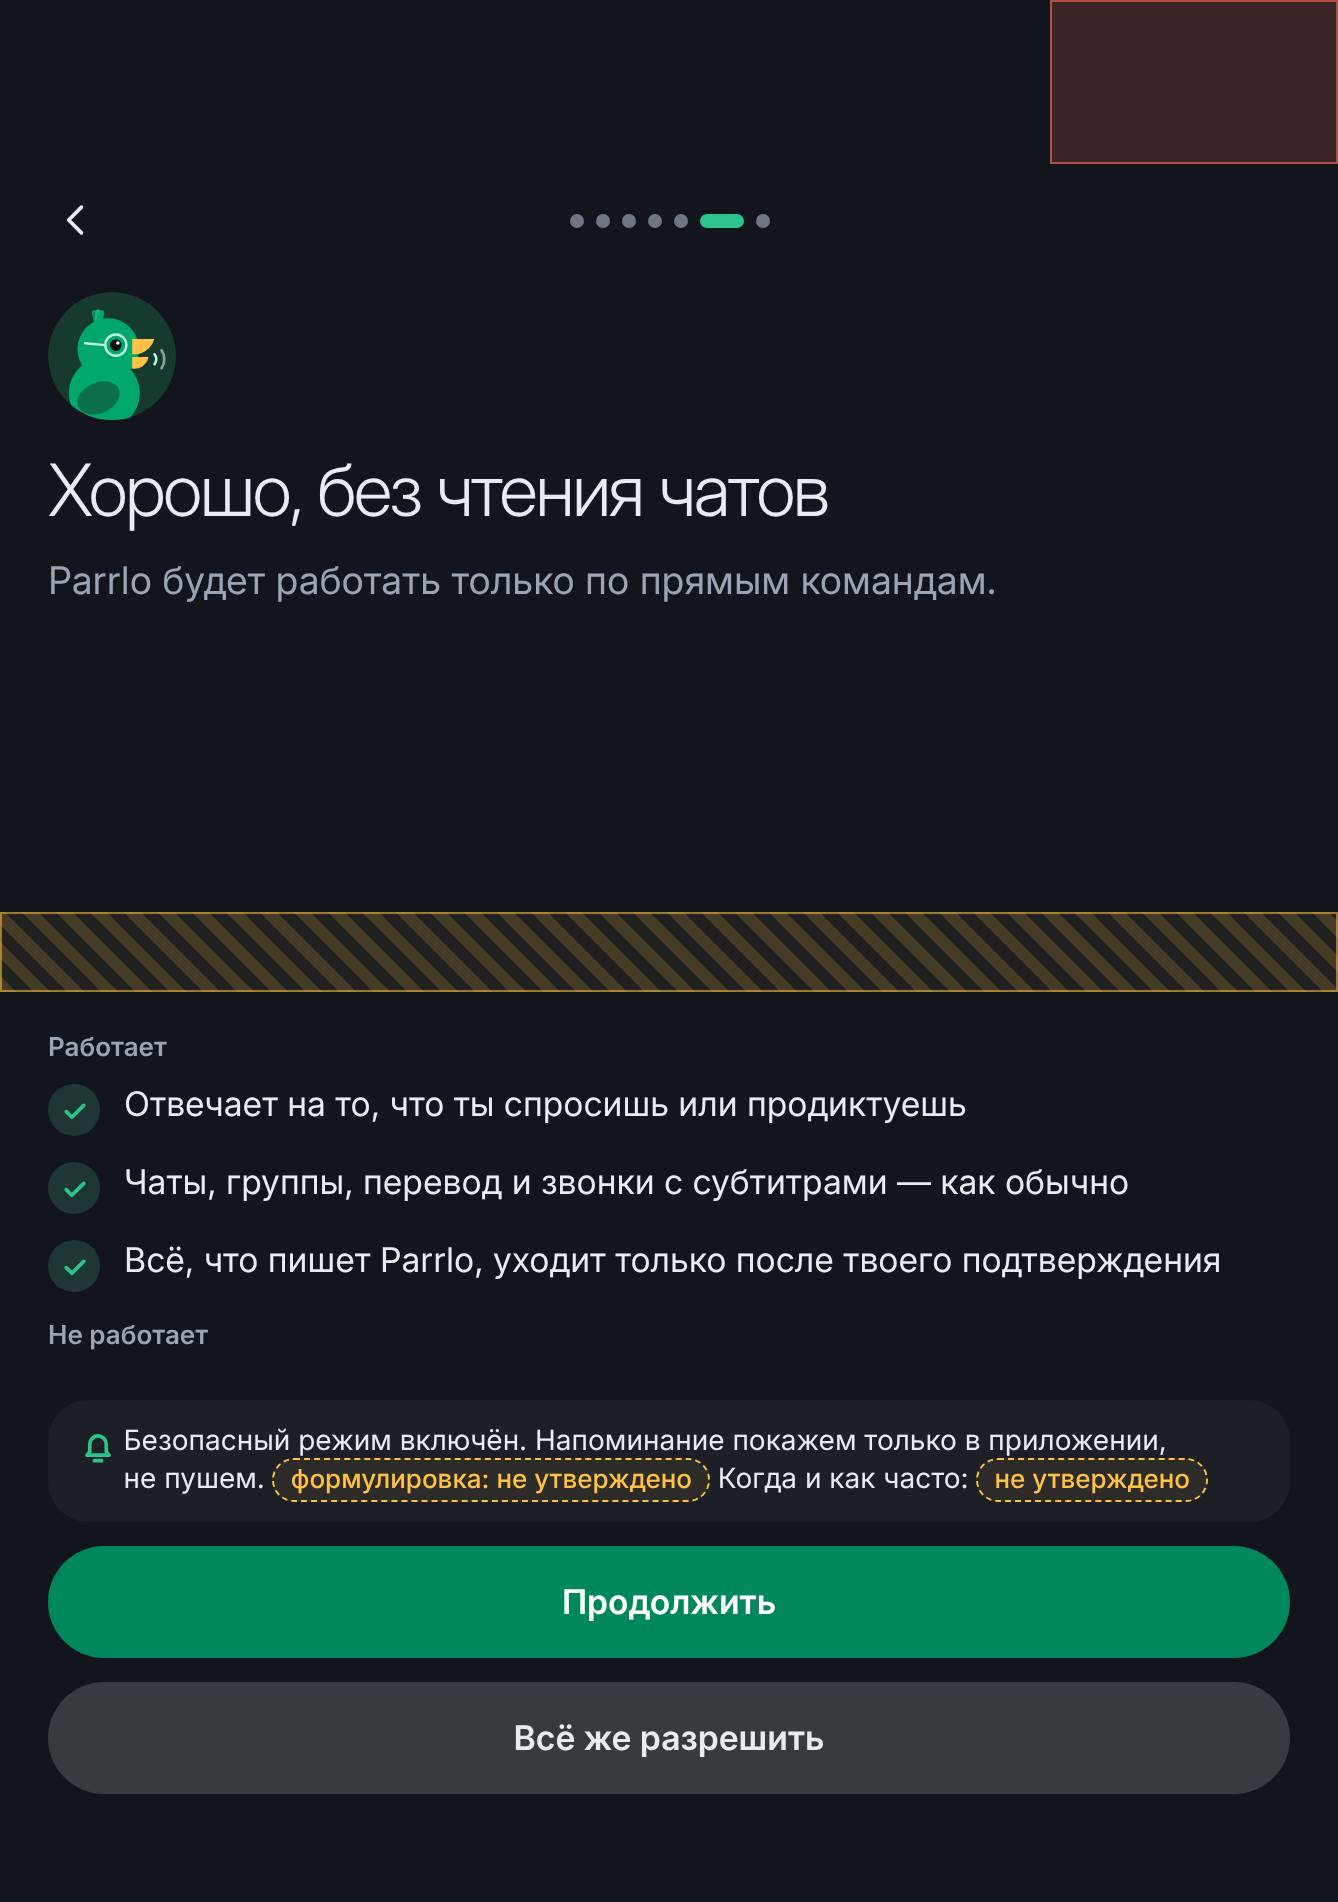 Хорошо, без чтения чатов
Parrlo будет работать только по прямым командам.
Работает
Отвечает на то, что ты спросишь или продиктуешь
Чаты, группы, перевод и звонки с субтитрами — как обычно
Всё, что пишет Parrlo, уходит только после твоего подтверждения
Не работает
Безопасный режим включён. Напоминание покажем только в приложении,
не пушем. формулировка: не утверждено Когда и как часто: не утверждено
Продолжить
Всё же разрешить